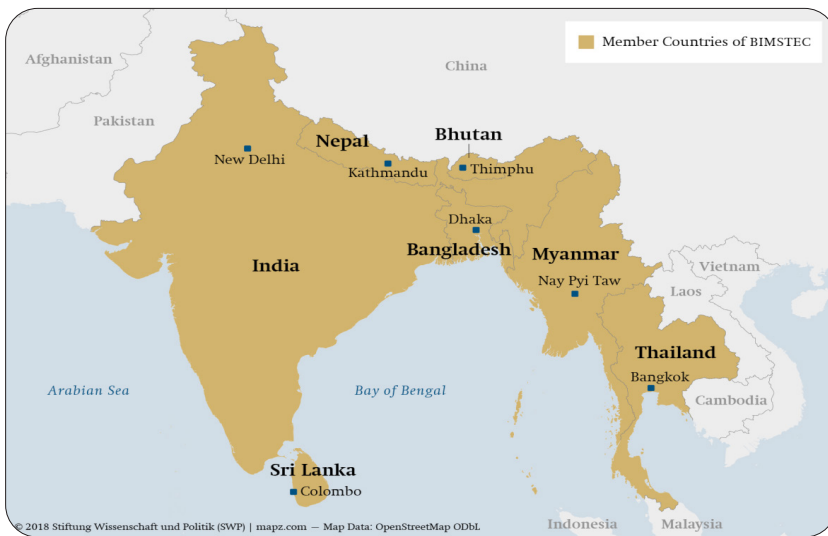 Member Countries of BIMSTEC
Afghanistan
China
Pakistan
Nepal
Bhutan
New Delhi
Kathmandu
Thimphu
Dhaka
Bangladesh
Myanmar
India
Nay Pyi Taw
Vietnam
Laos
Thailand
Bangkok
Arabian Sea
Bay of Bengal
Cambodia
Sri Lanka
Colombo
© 2018 Stiftung Wissenschaft und Politik (SWP) | mapz.com — Map Data: OpenStreetMap ODbL
Indonesia
Malaysia